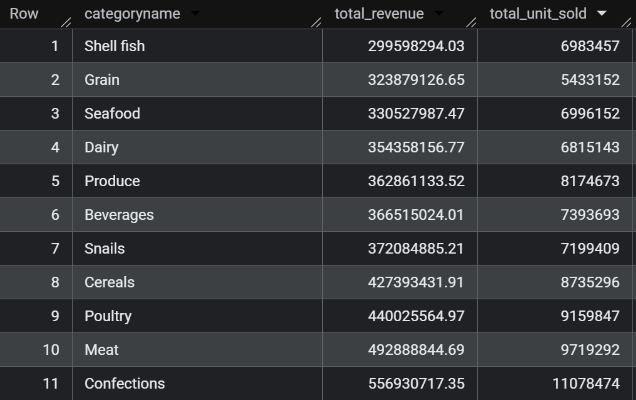 Row categoryname total_revenue total_unit_sold
1 Shell fish 299598294.03 6983457
2 Grain 323879126.65 5433152
3 Seafood 330527987.47 6996152
4 Dairy 354358156.77 6815143
5 Produce 362861133.52 8174673
6 Beverages 366515024.01 7393693
7 Snails 372084885.21 7199409
8 Cereals 427393431.91 8735296
9 Poultry 440025564.97 9159847
10 Meat 492888844.69 9719292
11 Confections 556930717.35 11078474